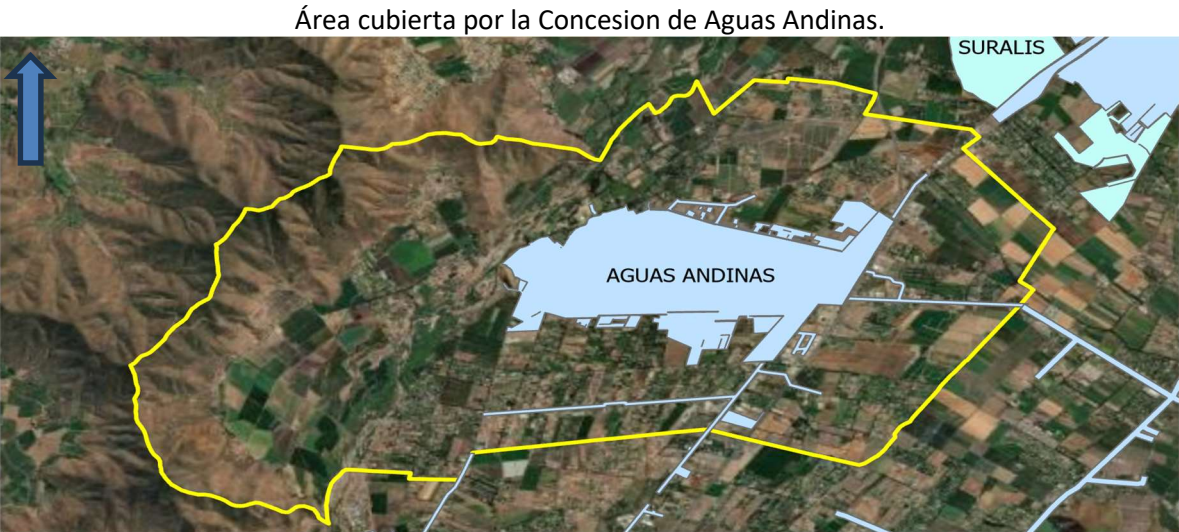 Área cubierta por la Concesion de Aguas Andinas.
SURALIS
AGUAS ANDINAS